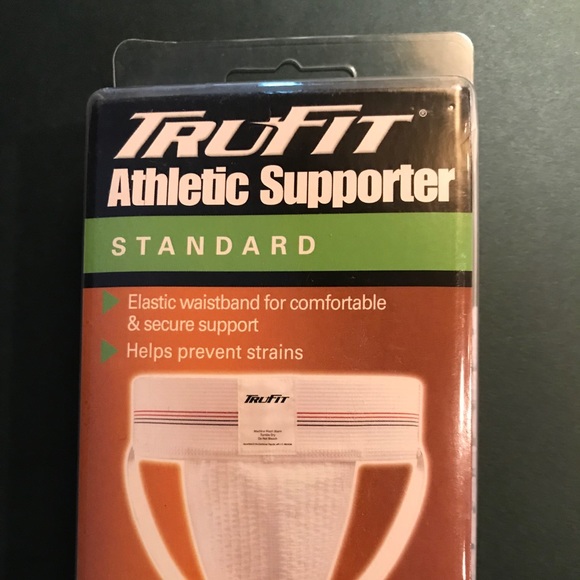 TRUFIT®
Athletic Supporter
STANDARD
Elastic waistband for comfortable
& secure support
Helps prevent strains
TRUFIT